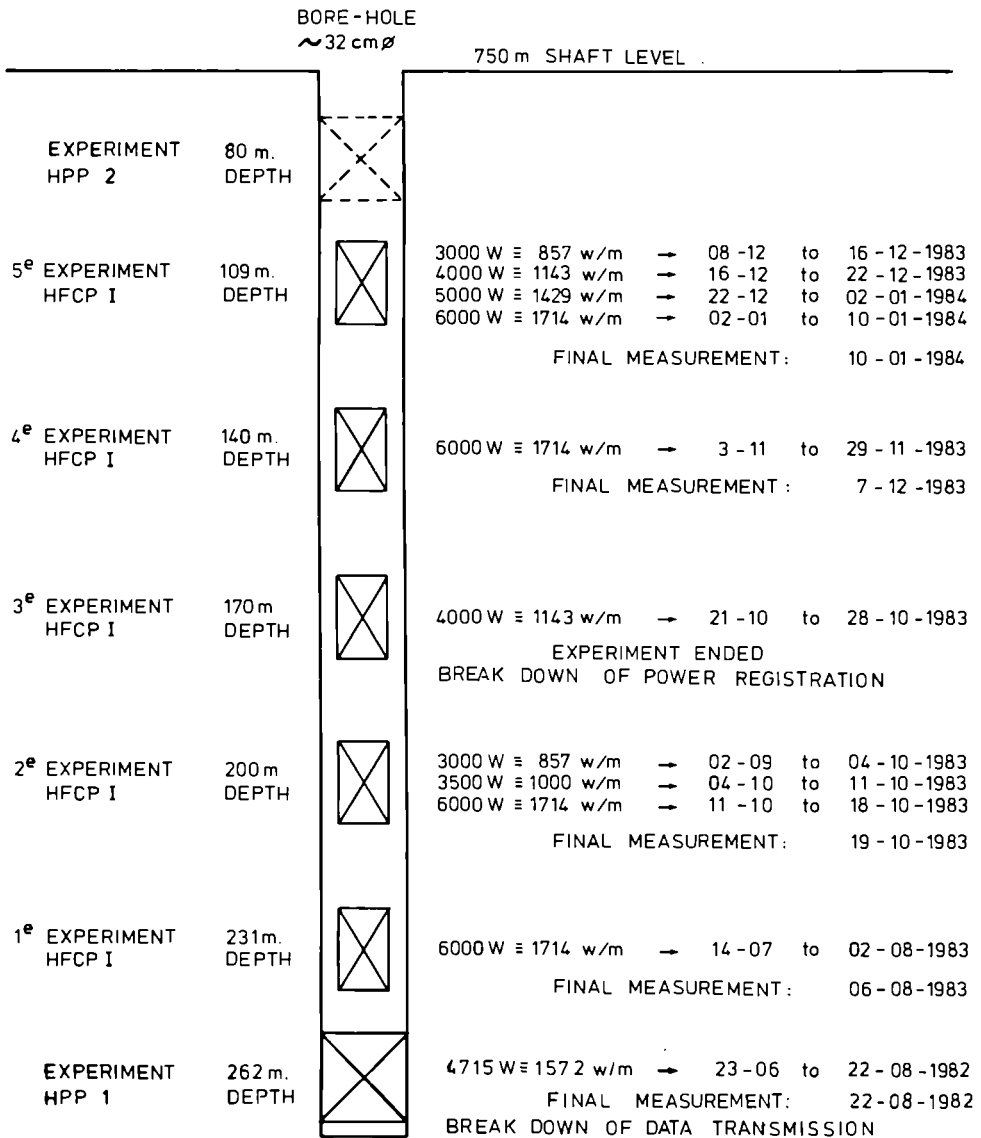 BORE-HOLE
~32 cm ø
750 m SHAFT LEVEL .
EXPERIMENT 80 m.
HPP 2 DEPTH
5e EXPERIMENT 109 m.
HFCP I DEPTH
3000 W ≡ 857 w/m → 08-12 to 16-12-1983
4000 W ≡ 1143 w/m → 16-12 to 22-12-1983
5000 W ≡ 1429 w/m → 22-12 to 02-01-1984
6000 W ≡ 1714 w/m → 02-01 to 10-01-1984
FINAL MEASUREMENT: 10-01-1984
4e EXPERIMENT 140 m.
HFCP I DEPTH
6000 W ≡ 1714 w/m → 3-11 to 29-11-1983
FINAL MEASUREMENT: 7-12-1983
3e EXPERIMENT 170 m
HFCP I DEPTH
4000 W ≡ 1143 w/m → 21-10 to 28-10-1983
EXPERIMENT ENDED
BREAK DOWN OF POWER REGISTRATION
2e EXPERIMENT 200 m
HFCP I DEPTH
3000 W ≡ 857 w/m → 02-09 to 04-10-1983
3500 W ≡ 1000 w/m → 04-10 to 11-10-1983
6000 W ≡ 1714 w/m → 11-10 to 18-10-1983
FINAL MEASUREMENT: 19-10-1983
1e EXPERIMENT 231m.
HFCP I DEPTH
6000 W ≡ 1714 w/m → 14-07 to 02-08-1983
FINAL MEASUREMENT: 06-08-1983
EXPERIMENT 262 m.
HPP 1 DEPTH
4715 W ≡ 1572 w/m → 23-06 to 22-08-1982
FINAL MEASUREMENT: 22-08-1982
BREAK DOWN OF DATA TRANSMISSION